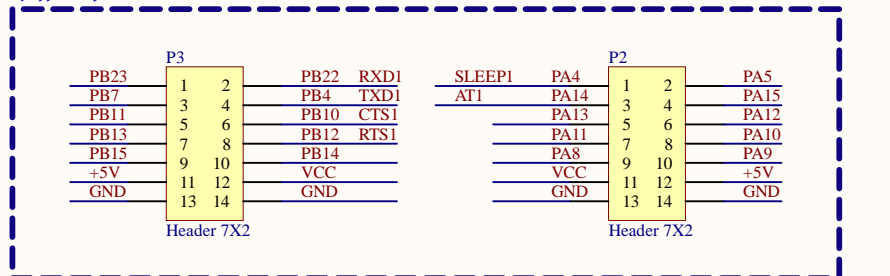 P3 P2
PB23 1 2 PB22 RXD1 SLEEP1 PA4 1 2 PA5
PB7 3 4 PB4 TXD1 AT1 PA14 3 4 PA15
PB11 5 6 PB10 CTS1 PA13 5 6 PA12
PB13 7 8 PB12 RTS1 PA11 7 8 PA10
PB15 9 10 PB14 PA8 9 10 PA9
+5V 11 12 VCC VCC 11 12 +5V
GND 13 14 GND GND 13 14 GND
Header 7X2 Header 7X2